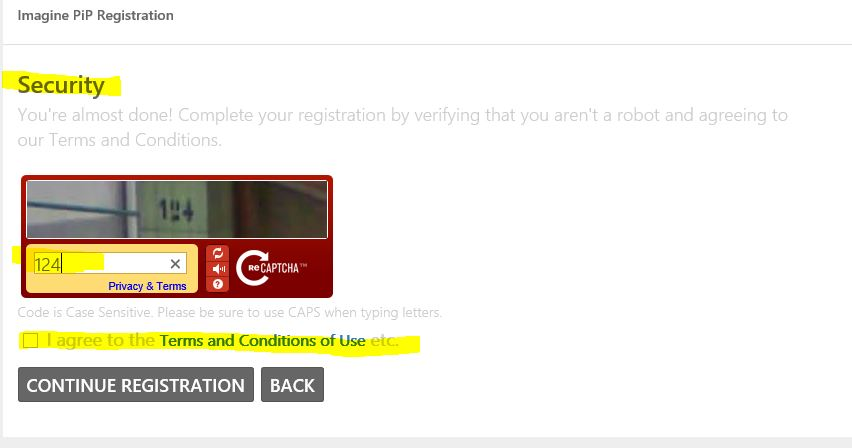 Imagine PiP Registration
Security
You're almost done! Complete your registration by verifying that you aren't a robot and agreeing to
our Terms and Conditions.
124
124
Privacy & Terms
reCAPTCHA™
Code is Case Sensitive. Please be sure to use CAPS when typing letters.
I agree to the Terms and Conditions of Use etc.
CONTINUE REGISTRATION BACK